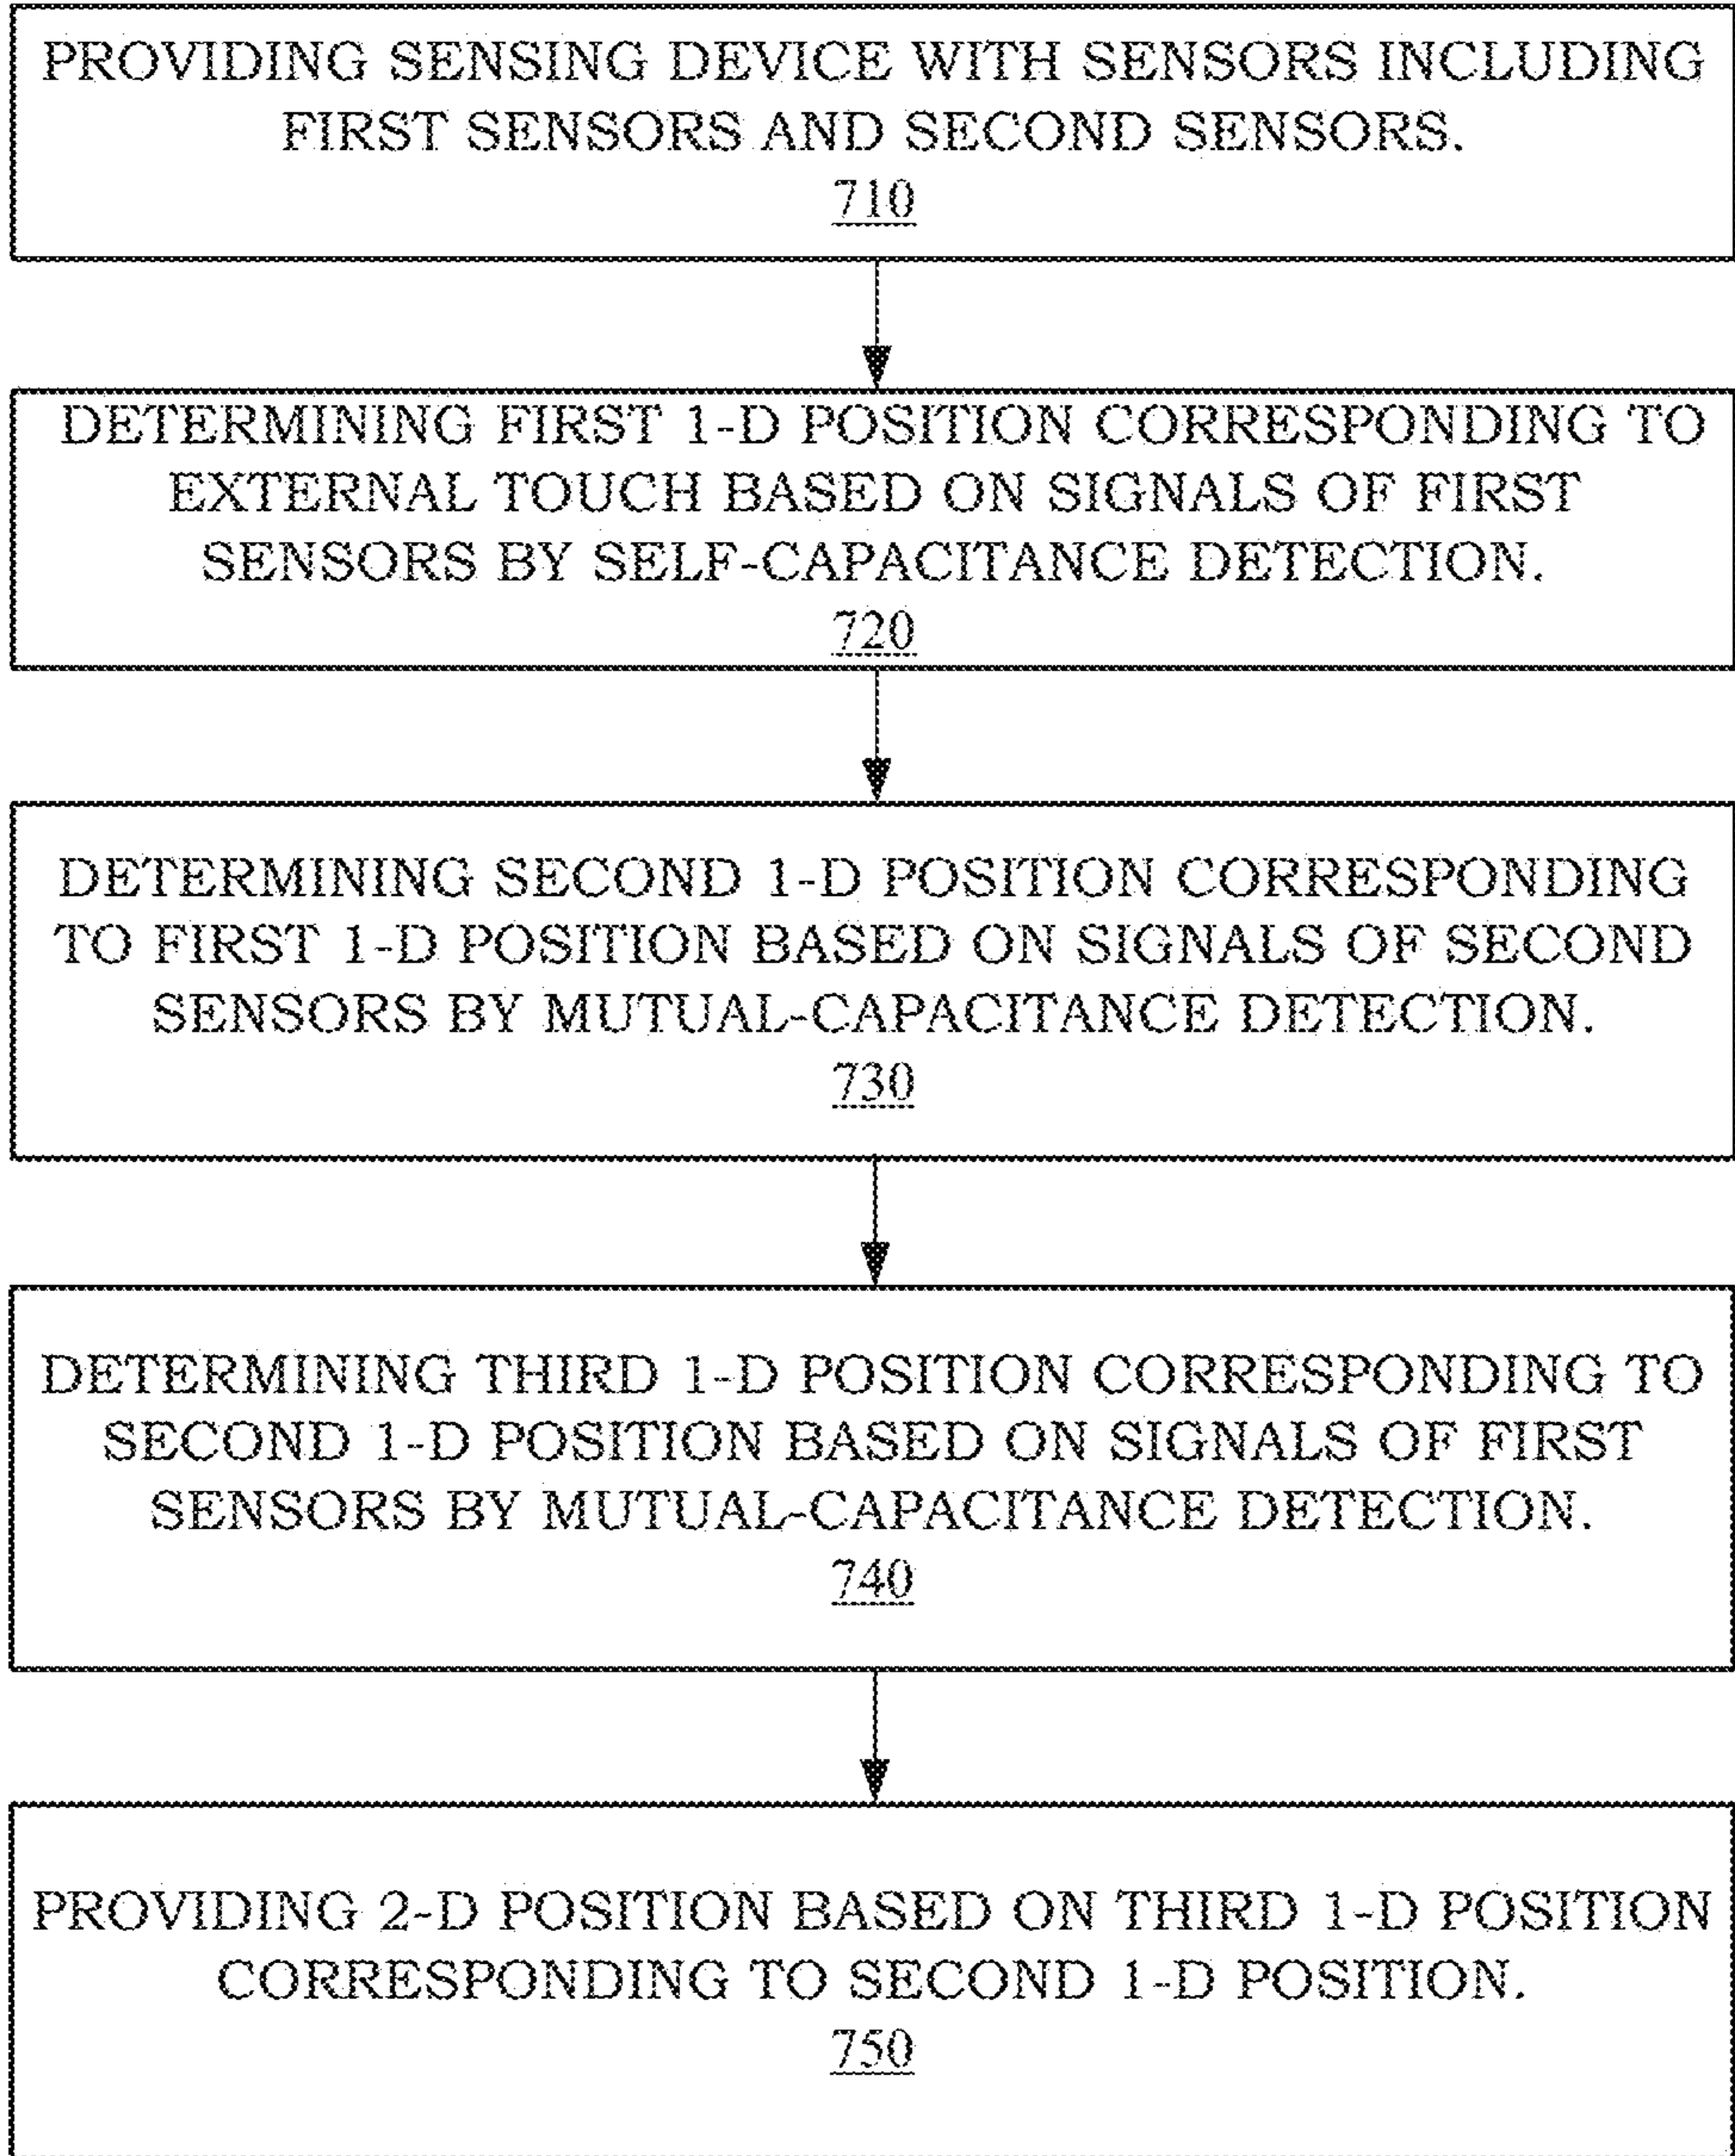 PROVIDING SENSING DEVICE WITH SENSORS INCLUDING
FIRST SENSORS AND SECOND SENSORS.
710
DETERMINING FIRST 1-D POSITION CORRESPONDING TO
EXTERNAL TOUCH BASED ON SIGNALS OF FIRST
SENSORS BY SELF-CAPACITANCE DETECTION.
720
DETERMINING SECOND 1-D POSITION CORRESPONDING
TO FIRST 1-D POSITION BASED ON SIGNALS OF SECOND
SENSORS BY MUTUAL-CAPACITANCE DETECTION.
730
DETERMINING THIRD 1-D POSITION CORRESPONDING TO
SECOND 1-D POSITION BASED ON SIGNALS OF FIRST
SENSORS BY MUTUAL-CAPACITANCE DETECTION.
740
PROVIDING 2-D POSITION BASED ON THIRD 1-D POSITION
CORRESPONDING TO SECOND 1-D POSITION.
750